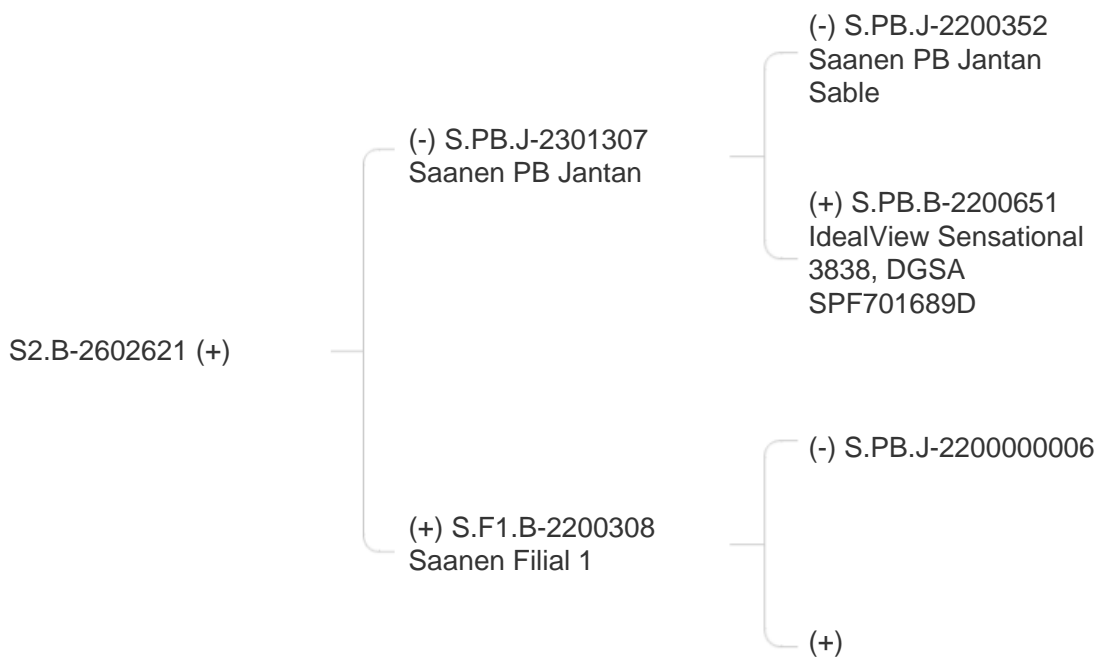 (-) S.PB.J-2200352
Saanen PB Jantan
Sable
(-) S.PB.J-2301307
Saanen PB Jantan
(+) S.PB.B-2200651
IdealView Sensational
3838, DGSA
SPF701689D
S2.B-2602621 (+)
(-) S.PB.J-2200000006
(+) S.F1.B-2200308
Saanen Filial 1
(+)